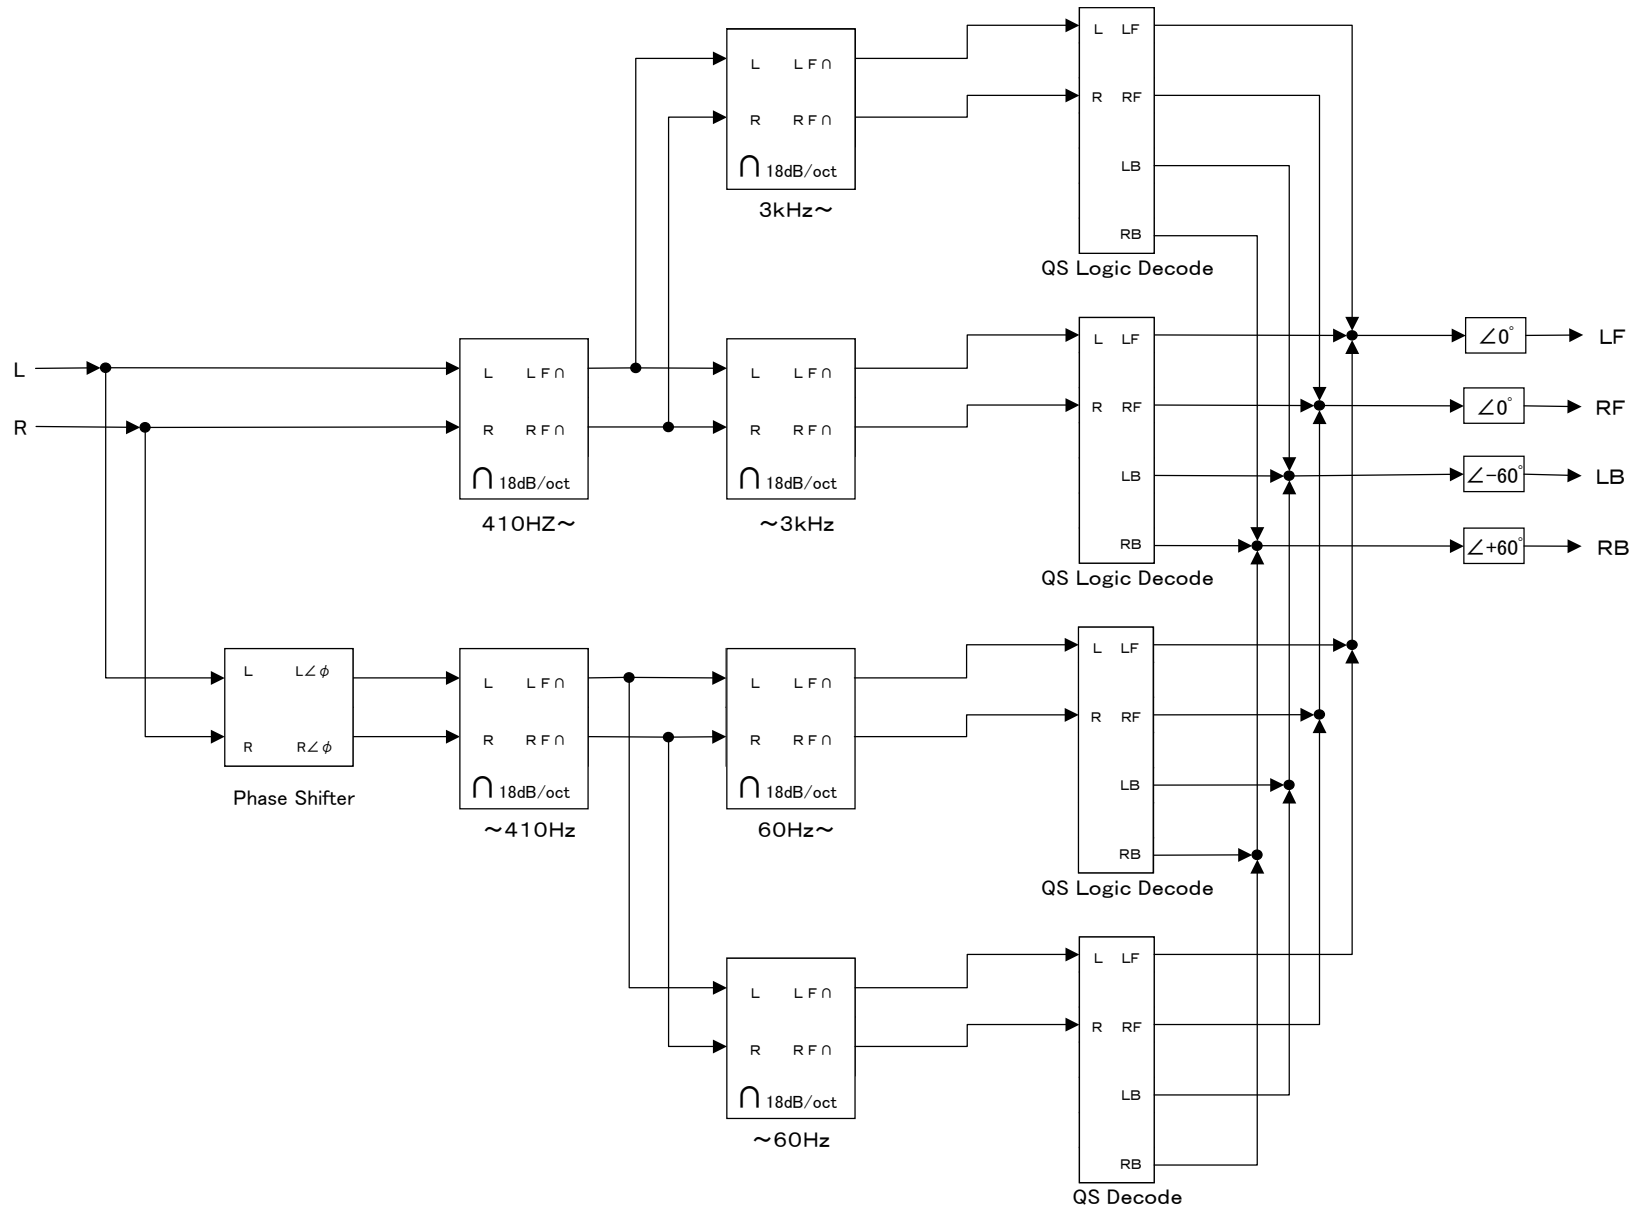 L LF
R RF
LB
RB
QS Logic Decode
L LF∩
R RF∩
∩ 18dB/oct
3kHz～
L
R
L LF∩
R RF∩
∩ 18dB/oct
410HZ～
L LF∩
R RF∩
∩ 18dB/oct
～3kHz
L LF
R RF
LB
RB
QS Logic Decode
∠0° LF
∠0° RF
∠-60° LB
∠+60° RB
L L∠φ
R R∠φ
Phase Shifter
L LF∩
R RF∩
∩ 18dB/oct
～410Hz
L LF∩
R RF∩
∩ 18dB/oct
60Hz～
L LF
R RF
LB
RB
QS Logic Decode
L LF∩
R RF∩
∩ 18dB/oct
～60Hz
L LF
R RF
LB
RB
QS Decode